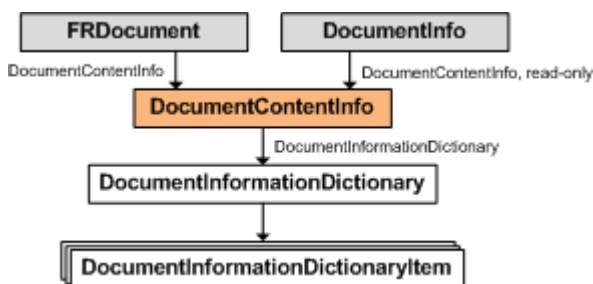 FRDocument
DocumentInfo
DocumentContentInfo
DocumentContentInfo, read-only
DocumentContentInfo
DocumentInformationDictionary
DocumentInformationDictionary
DocumentInformationDictionaryItem